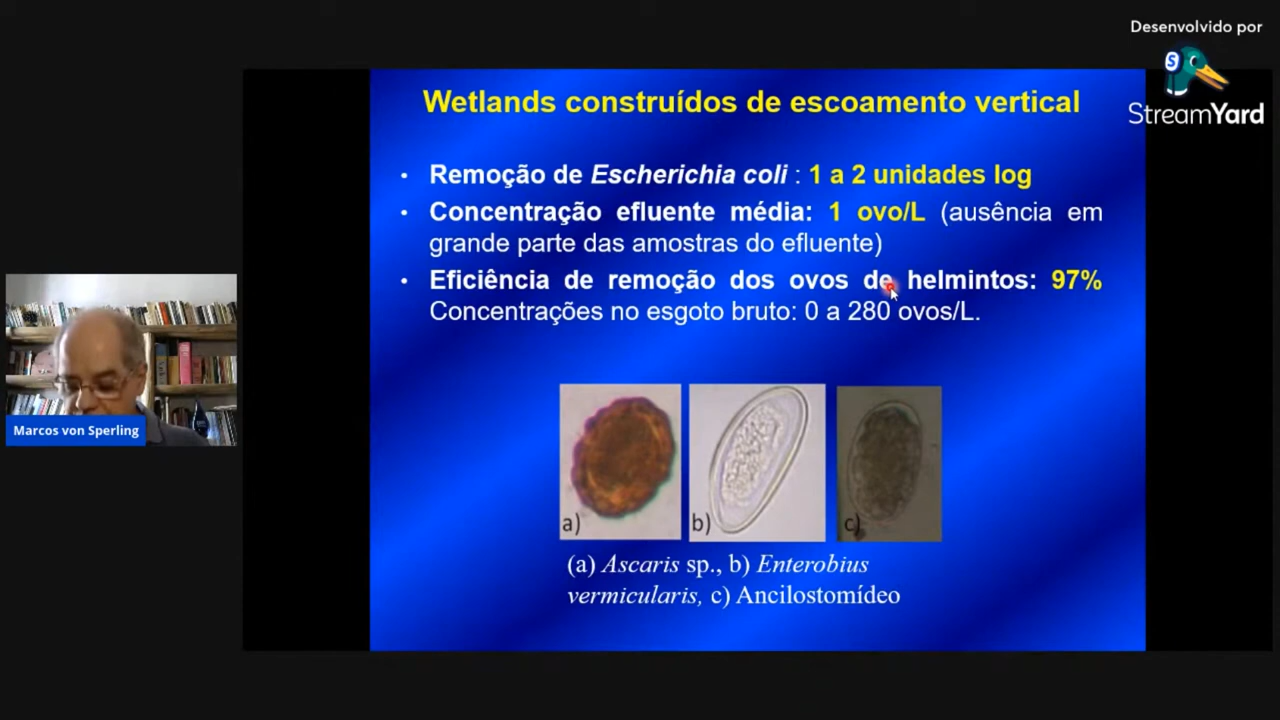 Desenvolvido por
StreamYard
Wetlands construídos de escoamento vertical
• Remoção de Escherichia coli : 1 a 2 unidades log
• Concentração efluente média: 1 ovo/L (ausência em
grande parte das amostras do efluente)
• Eficiência de remoção dos ovos de helmintos: 97%
Concentrações no esgoto bruto: 0 a 280 ovos/L.
Marcos von Sperling
a) b) c)
(a) Ascaris sp., b) Enterobius
vermicularis, c) Ancilostomídeo